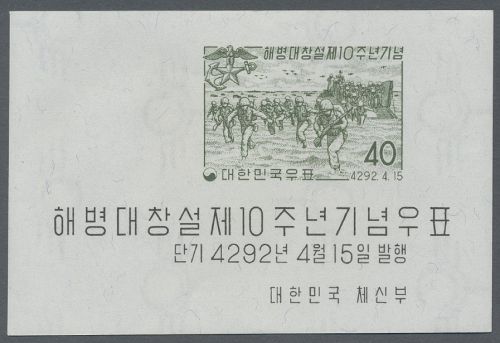 해병대창설제10주년기념
40
대한민국우표 4292.4.15
해병대창설제10주년기념우표
단기 4292년 4월 15일 발행
대한민국 체신부